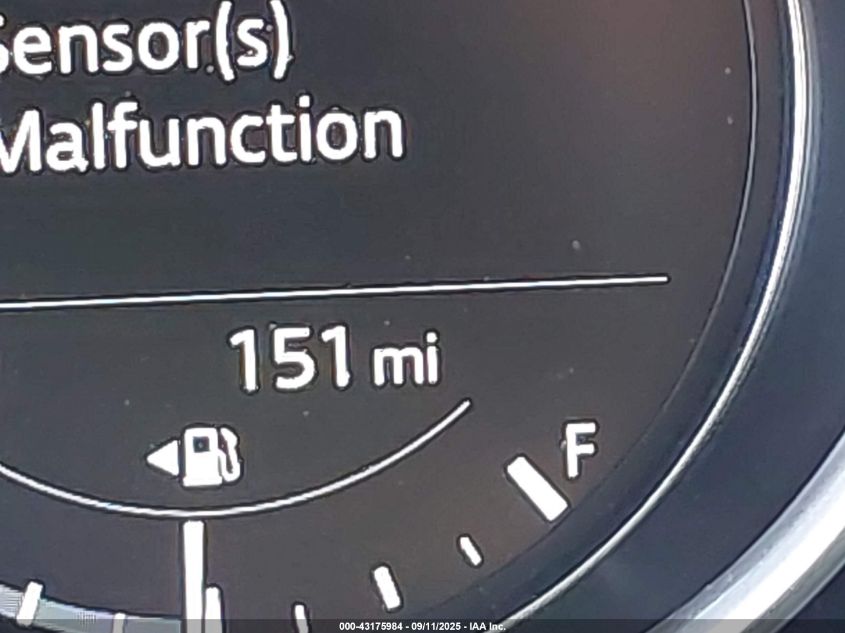 Sensor(s)
Malfunction
151 mi
F
000-43175984 - 09/11/2025 - IAA Inc.